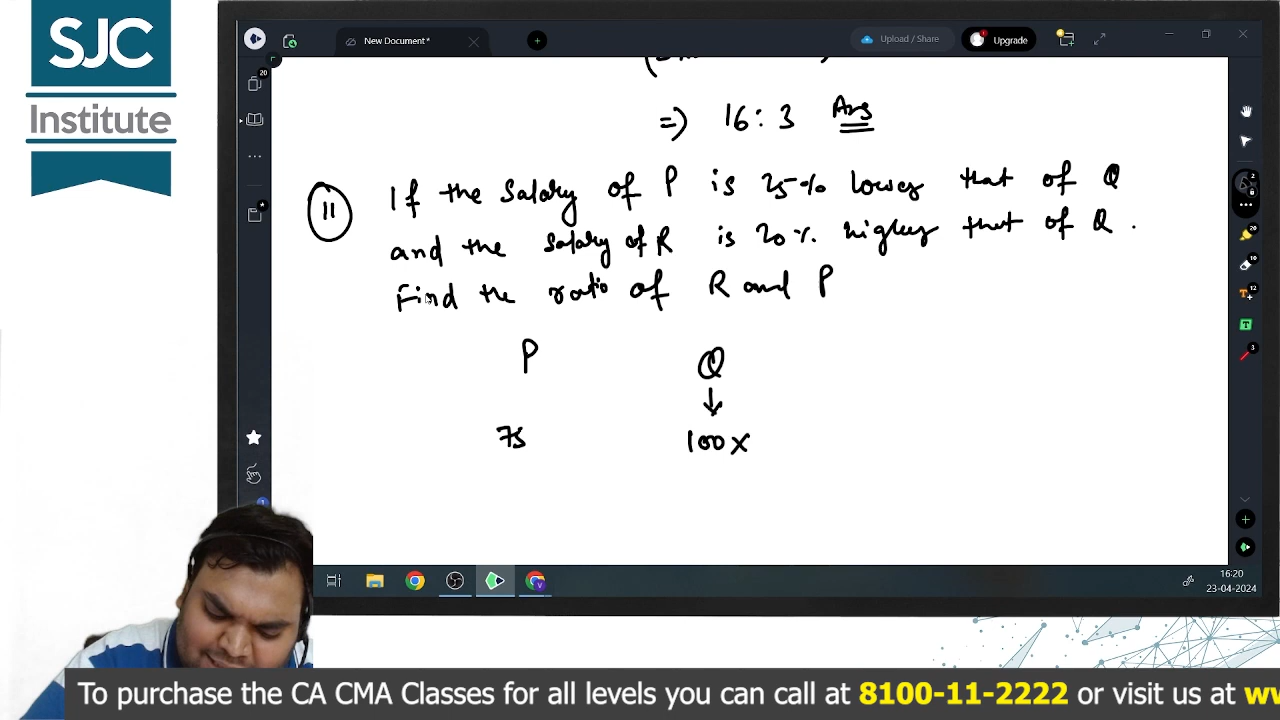 SJC
Institute
New Document*
Upload / Share
Upgrade
=) 16 : 3 Ans
11 If the Salary of P is 25% lower that of Q
and the salary of R is 20% higher that of Q.
Find the ratio of R and P
P Q
75 100x
16:20
23-04-2024
To purchase the CA CMA Classes for all levels you can call at 8100-11-2222 or visit us at ww